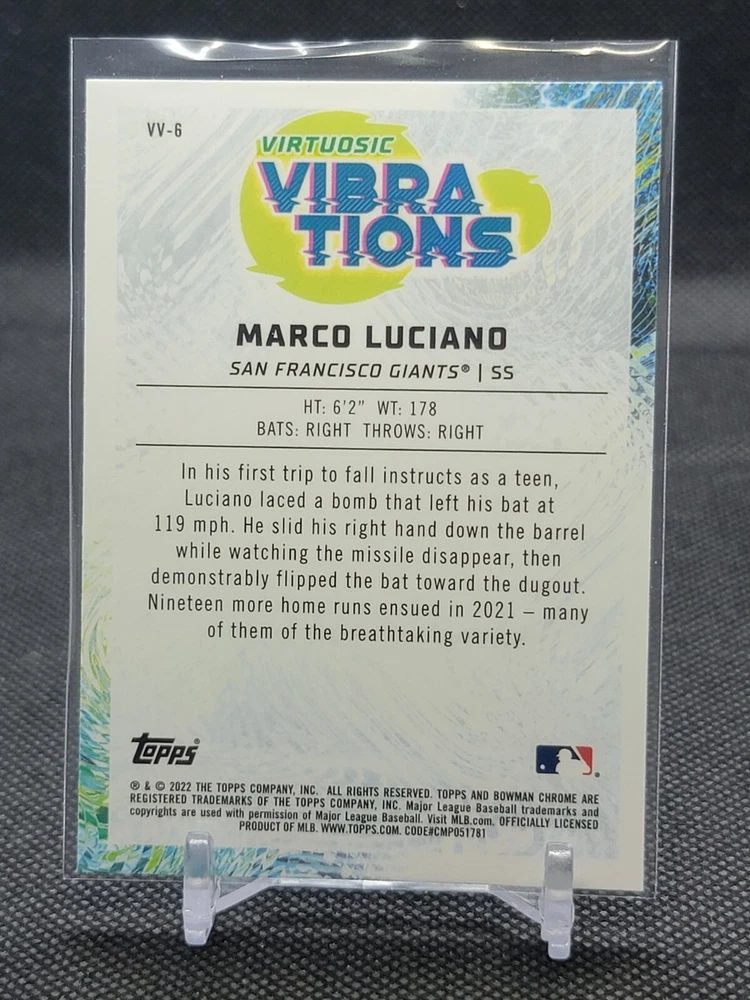 VV-6
VIRTUOSIC
VIBRA
TIONS
MARCO LUCIANO
SAN FRANCISCO GIANTS® | SS
HT: 6'2" WT: 178
BATS: RIGHT THROWS: RIGHT
In his first trip to fall instructs as a teen,
Luciano laced a bomb that left his bat at
119 mph. He slid his right hand down the barrel
while watching the missile disappear, then
demonstrably flipped the bat toward the dugout.
Nineteen more home runs ensued in 2021 – many
of them of the breathtaking variety.
topps®
® & © 2022 THE TOPPS COMPANY, INC. ALL RIGHTS RESERVED. TOPPS AND BOWMAN CHROME ARE
REGISTERED TRADEMARKS OF THE TOPPS COMPANY, INC. Major League Baseball trademarks and
copyrights are used with permission of Major League Baseball. Visit MLB.com. OFFICIALLY LICENSED
PRODUCT OF MLB. WWW.TOPPS.COM. CODE#CMP051781